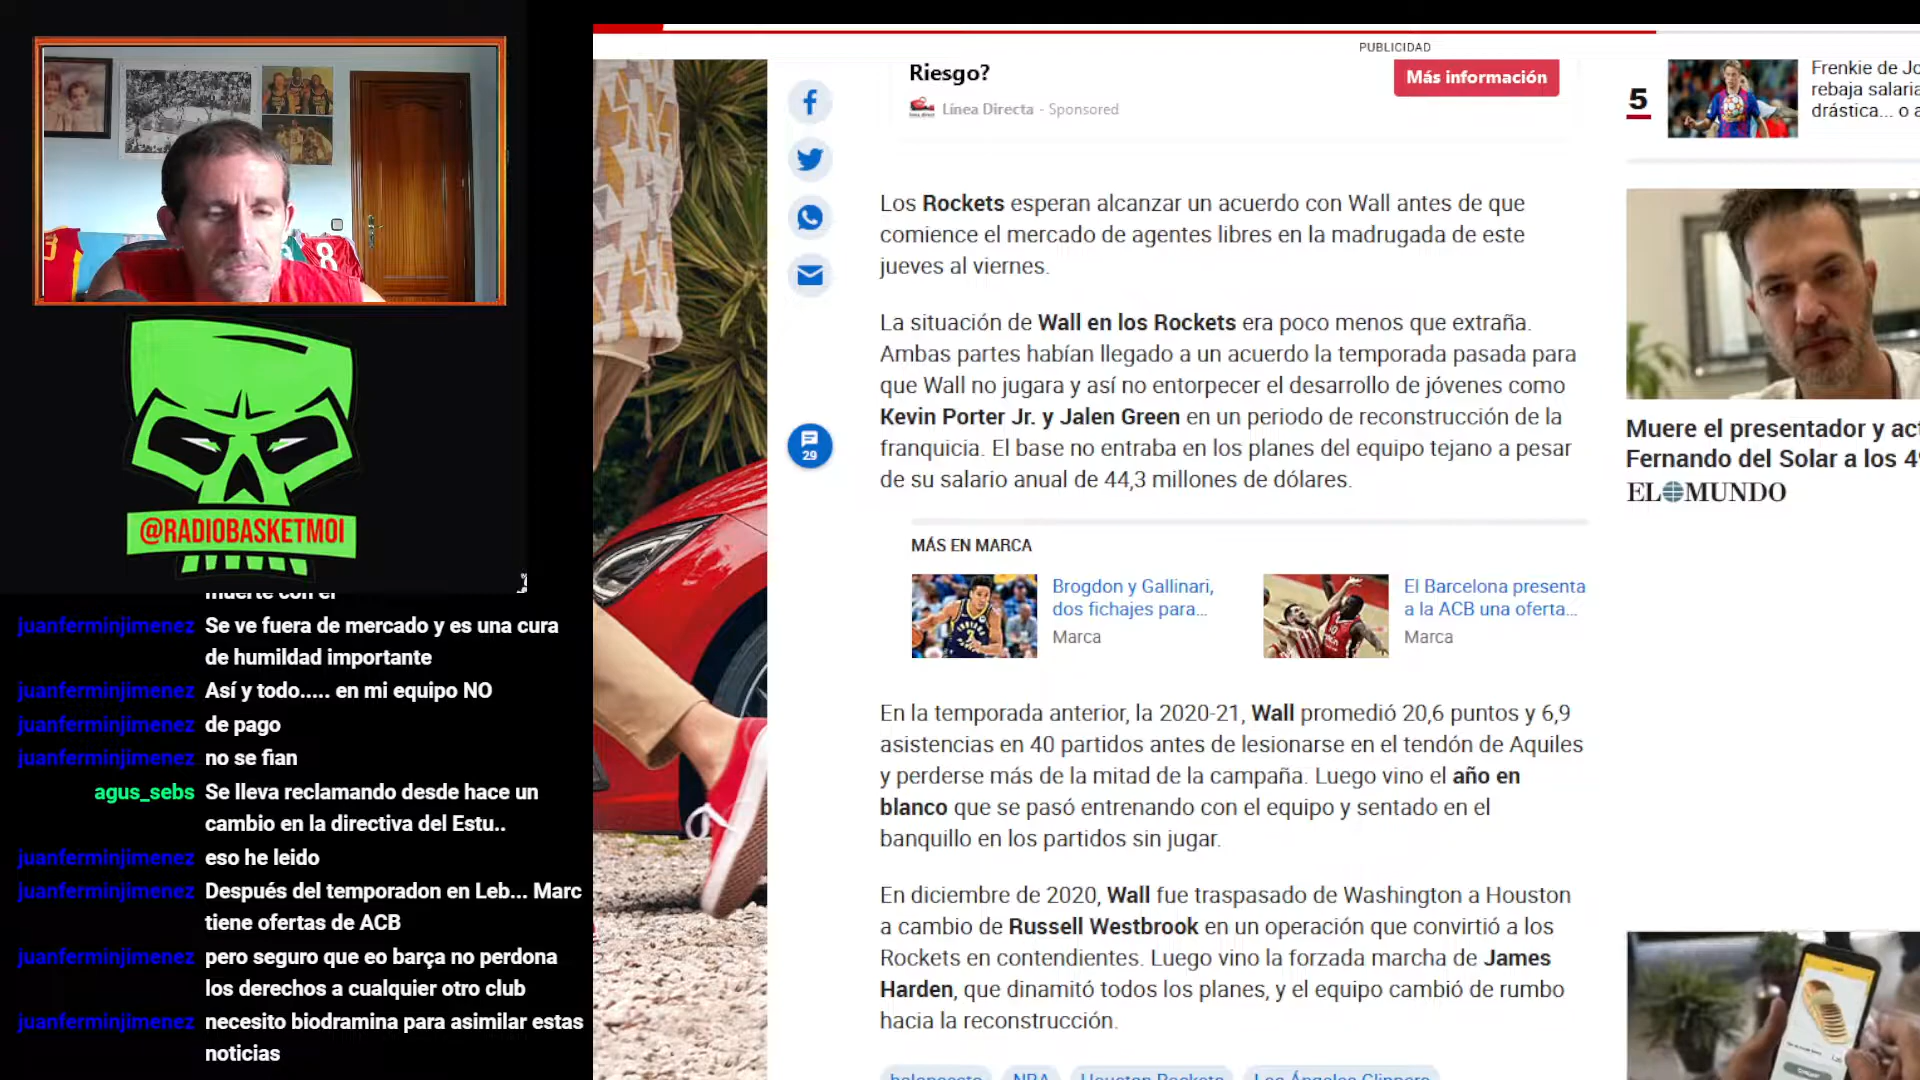 8
@RADIOBASKETMOI
muerte con él
juanferminjimenez Se ve fuera de mercado y es una cura
de humildad importante
juanferminjimenez Así y todo..... en mi equipo NO
juanferminjimenez de pago
juanferminjimenez no se fian
agus_sebs Se lleva reclamando desde hace un
cambio en la directiva del Estu..
juanferminjimenez eso he leido
juanferminjimenez Después del temporadon en Leb... Marc
tiene ofertas de ACB
juanferminjimenez pero seguro que eo barça no perdona
los derechos a cualquier otro club
juanferminjimenez necesito biodramina para asimilar estas
noticias
PUBLICIDAD
Riesgo?
Línea Directa - Sponsored
Más información
29
Los Rockets esperan alcanzar un acuerdo con Wall antes de que
comience el mercado de agentes libres en la madrugada de este
jueves al viernes.
La situación de Wall en los Rockets era poco menos que extraña.
Ambas partes habían llegado a un acuerdo la temporada pasada para
que Wall no jugara y así no entorpecer el desarrollo de jóvenes como
Kevin Porter Jr. y Jalen Green en un periodo de reconstrucción de la
franquicia. El base no entraba en los planes del equipo tejano a pesar
de su salario anual de 44,3 millones de dólares.
MÁS EN MARCA
Brogdon y Gallinari,
dos fichajes para...
Marca
El Barcelona presenta
a la ACB una oferta...
Marca
En la temporada anterior, la 2020-21, Wall promedió 20,6 puntos y 6,9
asistencias en 40 partidos antes de lesionarse en el tendón de Aquiles
y perderse más de la mitad de la campaña. Luego vino el año en
blanco que se pasó entrenando con el equipo y sentado en el
banquillo en los partidos sin jugar.
En diciembre de 2020, Wall fue traspasado de Washington a Houston
a cambio de Russell Westbrook en un operación que convirtió a los
Rockets en contendientes. Luego vino la forzada marcha de James
Harden, que dinamitó todos los planes, y el equipo cambió de rumbo
hacia la reconstrucción.
baloncesto NBA Houston Rockets Los Ángeles Clippers
5
Frenkie de Jo
rebaja salaria
drástica... o a
Muere el presentador y act
Fernando del Solar a los 49
EL MUNDO